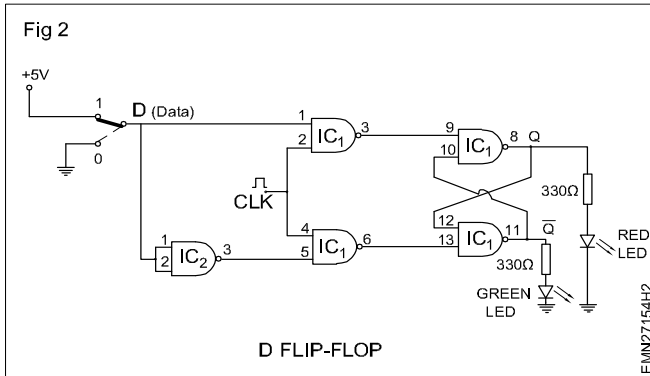 Fig 2
+5V
1
D (Data)
0
1
2
IC1
3
9
10
IC1
8
Q
CLK
330Ω
RED
LED
4
5
IC1
6
12
13
IC1
11
Q̅
330Ω
GREEN
LED
1
2
IC2
3
D FLIP-FLOP
EMN27154H2